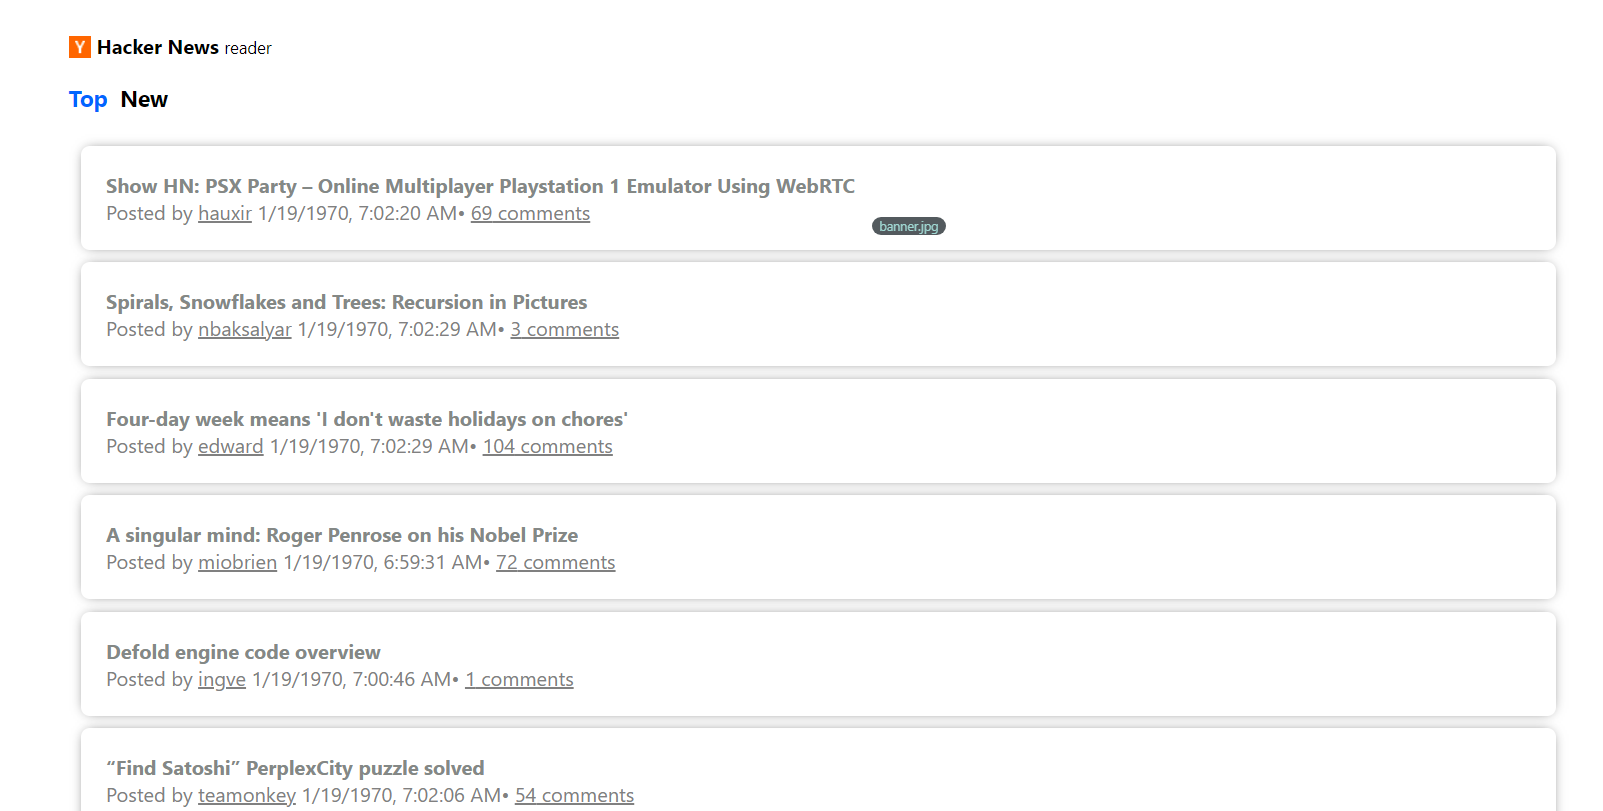 Y Hacker News reader
Top New
Show HN: PSX Party – Online Multiplayer Playstation 1 Emulator Using WebRTC
Posted by hauxir 1/19/1970, 7:02:20 AM• 69 comments
banner.jpg
Spirals, Snowflakes and Trees: Recursion in Pictures
Posted by nbaksalyar 1/19/1970, 7:02:29 AM• 3 comments
Four-day week means 'I don't waste holidays on chores'
Posted by edward 1/19/1970, 7:02:29 AM• 104 comments
A singular mind: Roger Penrose on his Nobel Prize
Posted by miobrien 1/19/1970, 6:59:31 AM• 72 comments
Defold engine code overview
Posted by ingve 1/19/1970, 7:00:46 AM• 1 comments
“Find Satoshi” PerplexCity puzzle solved
Posted by teamonkey 1/19/1970, 7:02:06 AM• 54 comments